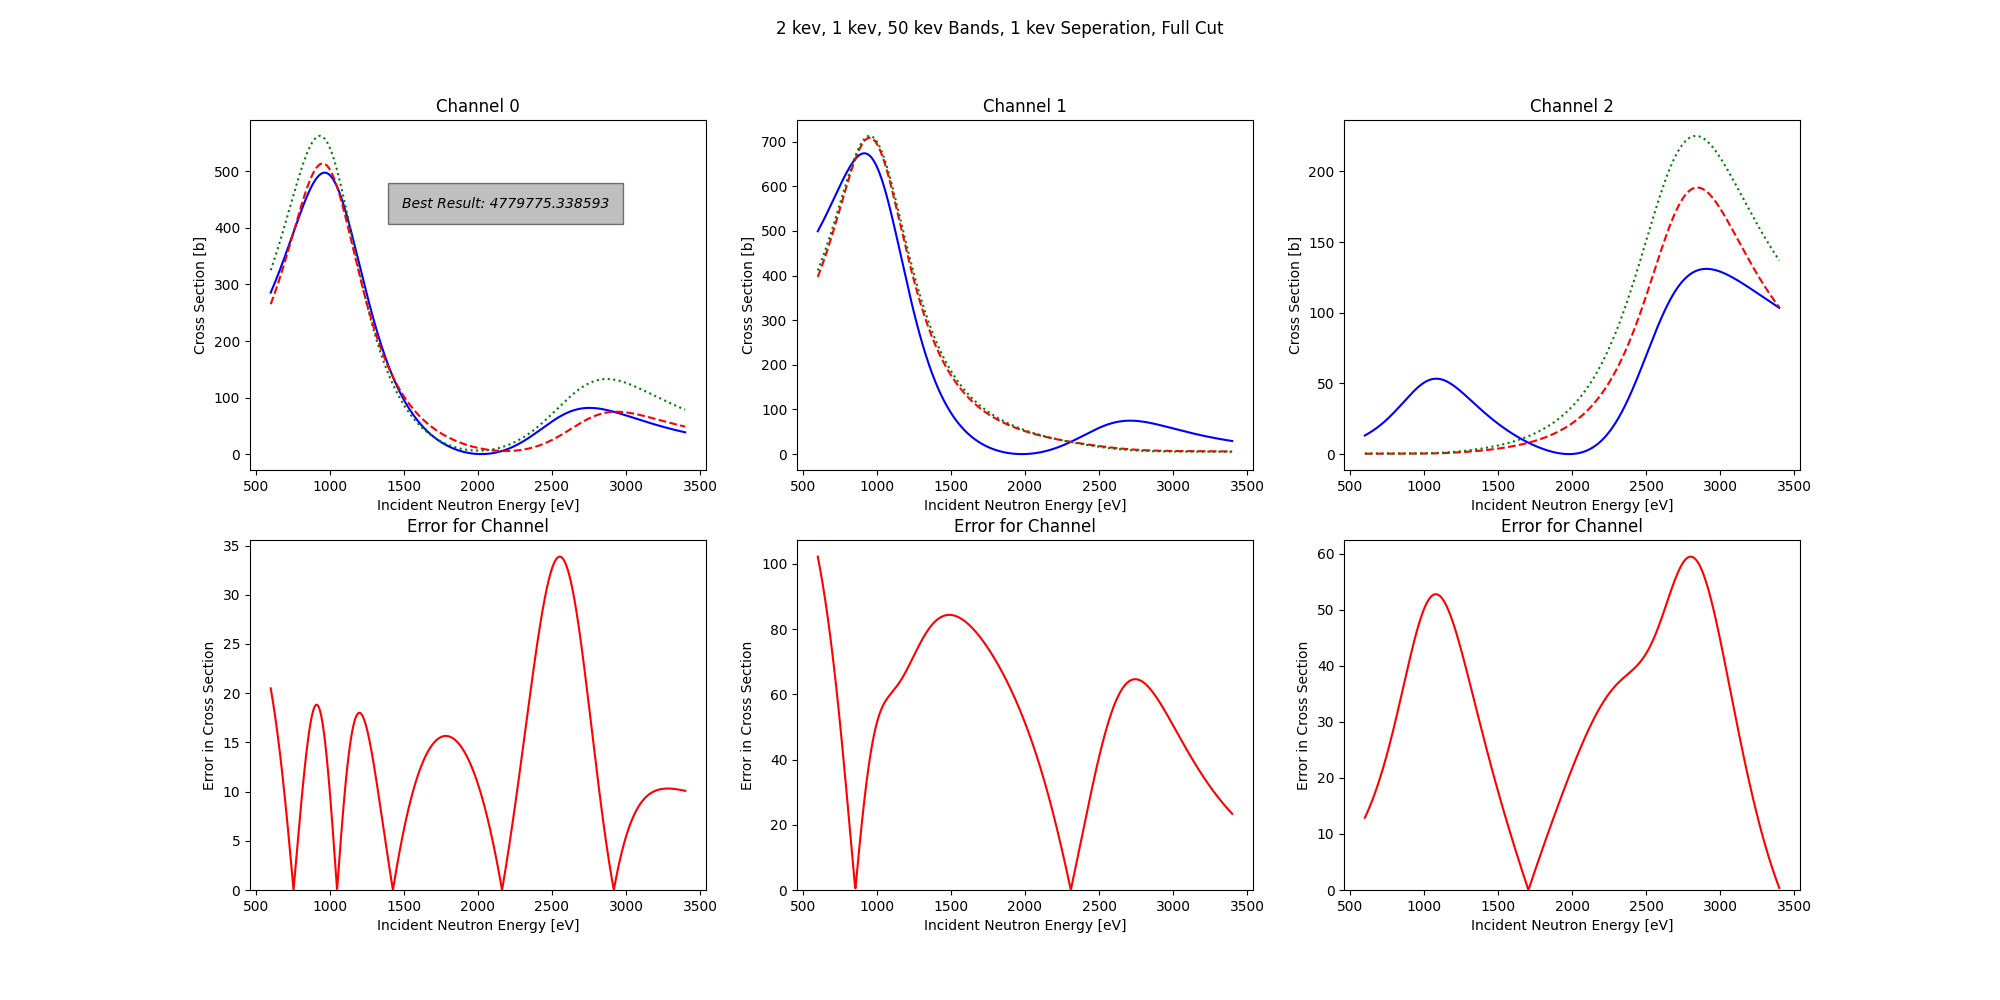 2 kev, 1 kev, 50 kev Bands, 1 kev Seperation, Full Cut
Channel 0
Cross Section [b]
500
400
300
200
100
0
Best Result: 4779775.338593
500 1000 1500 2000 2500 3000 3500
Incident Neutron Energy [eV]
Channel 1
Cross Section [b]
700
600
500
400
300
200
100
0
500 1000 1500 2000 2500 3000 3500
Incident Neutron Energy [eV]
Channel 2
Cross Section [b]
200
150
100
50
0
500 1000 1500 2000 2500 3000 3500
Incident Neutron Energy [eV]
Error for Channel
Error in Cross Section
35
30
25
20
15
10
5
0
500 1000 1500 2000 2500 3000 3500
Incident Neutron Energy [eV]
Error for Channel
Error in Cross Section
100
80
60
40
20
0
500 1000 1500 2000 2500 3000 3500
Incident Neutron Energy [eV]
Error for Channel
Error in Cross Section
60
50
40
30
20
10
0
500 1000 1500 2000 2500 3000 3500
Incident Neutron Energy [eV]